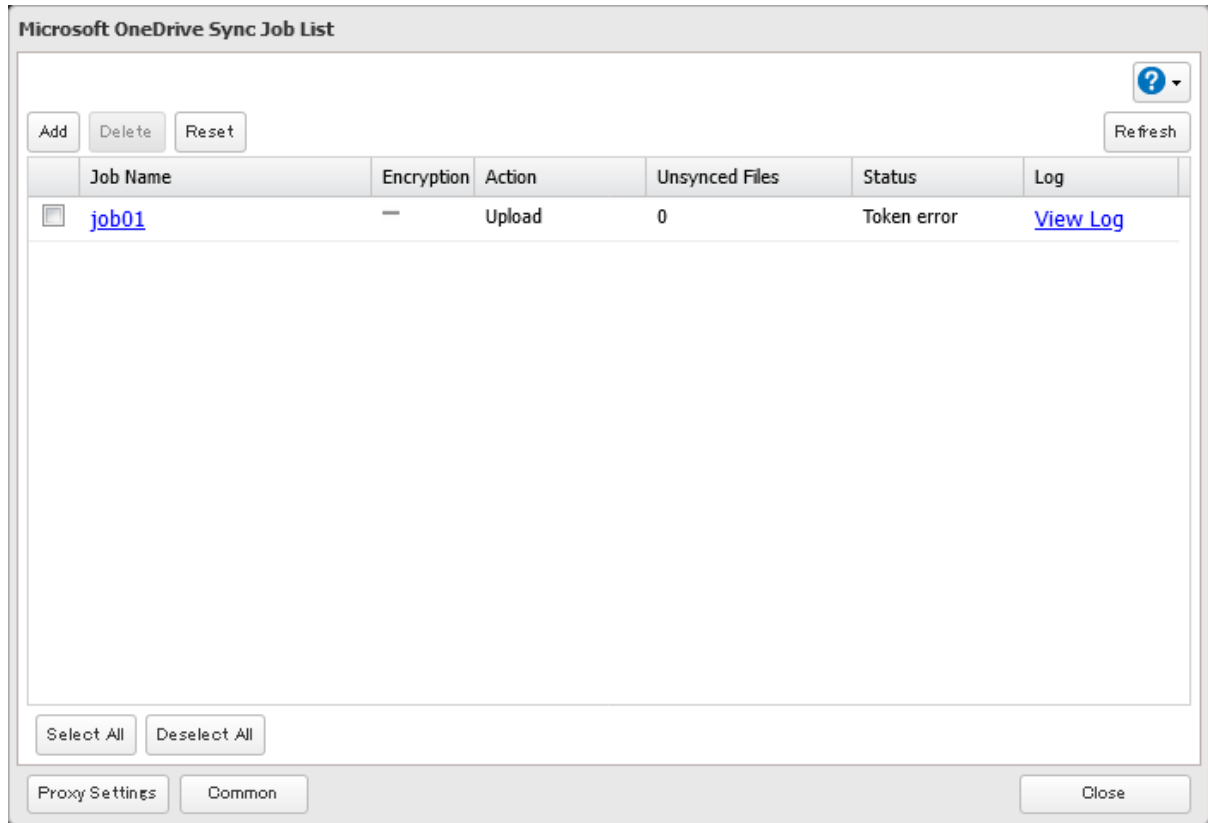 Microsoft OneDrive Sync Job List
?
Add Delete Reset Refresh
Job Name Encryption Action Unsynced Files Status Log
job01 — Upload 0 Token error View Log
Select All Deselect All
Proxy Settings Common Close